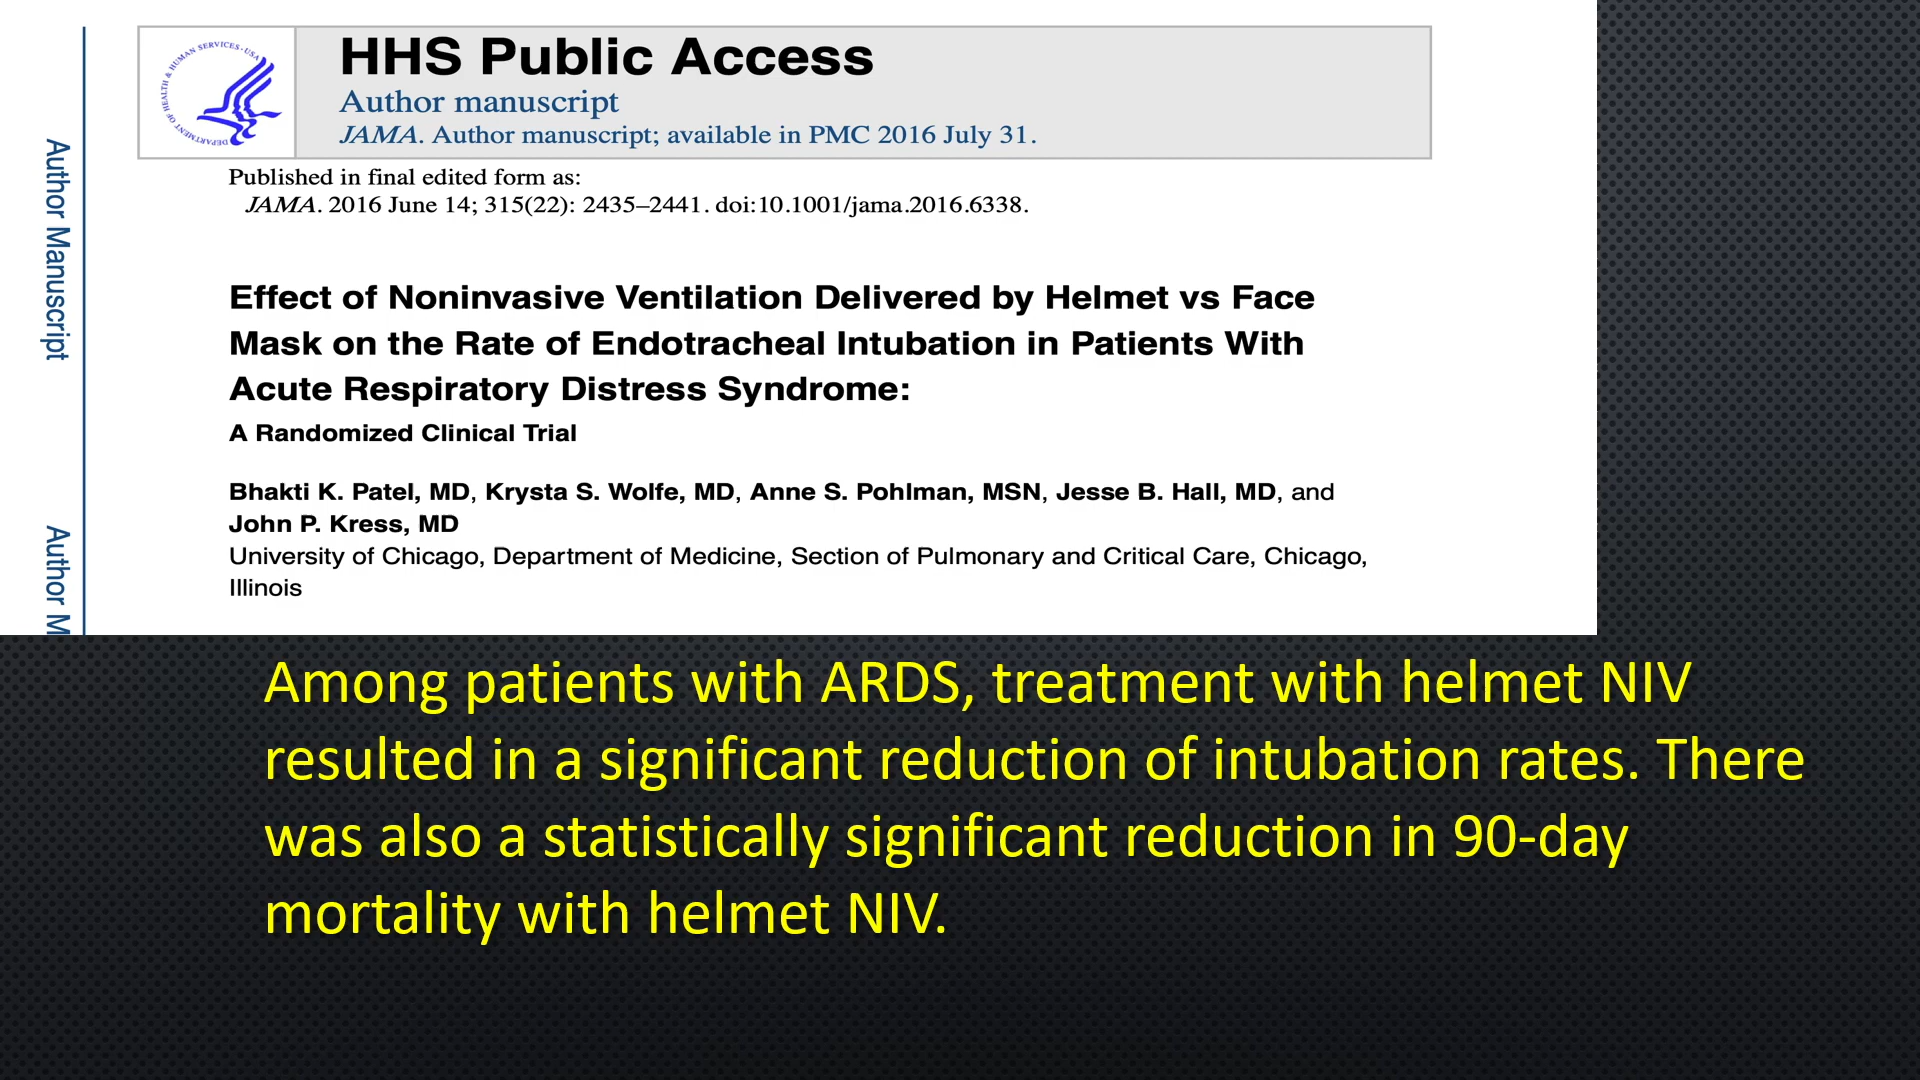 DEPARTMENT OF HEALTH & HUMAN SERVICES · USA
HHS Public Access
Author manuscript
JAMA. Author manuscript; available in PMC 2016 July 31.
Published in final edited form as:
JAMA. 2016 June 14; 315(22): 2435–2441. doi:10.1001/jama.2016.6338.
Author Manuscript
Effect of Noninvasive Ventilation Delivered by Helmet vs Face
Mask on the Rate of Endotracheal Intubation in Patients With
Acute Respiratory Distress Syndrome:
A Randomized Clinical Trial
Bhakti K. Patel, MD, Krysta S. Wolfe, MD, Anne S. Pohlman, MSN, Jesse B. Hall, MD, and
John P. Kress, MD
University of Chicago, Department of Medicine, Section of Pulmonary and Critical Care, Chicago,
Illinois
Author M
Among patients with ARDS, treatment with helmet NIV
resulted in a significant reduction of intubation rates. There
was also a statistically significant reduction in 90-day
mortality with helmet NIV.